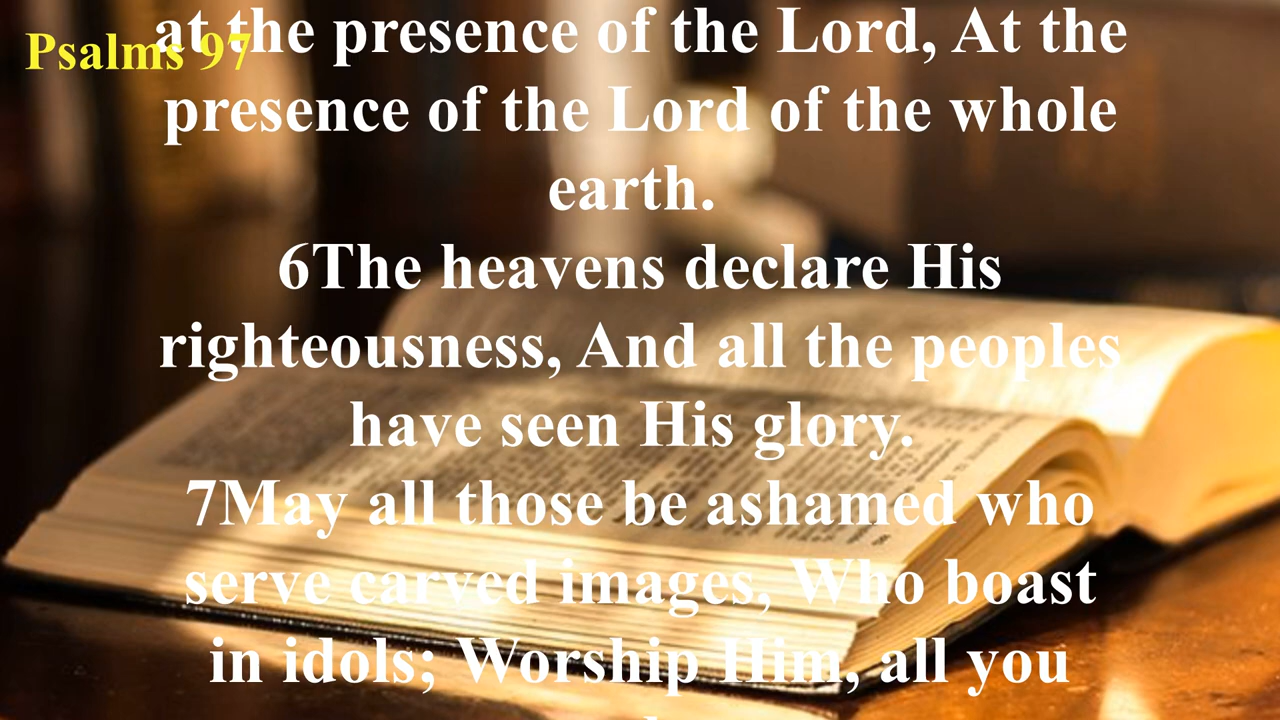 Psalms 97
at the presence of the Lord, At the
presence of the Lord of the whole
earth.
6The heavens declare His
righteousness, And all the peoples
have seen His glory.
7May all those be ashamed who
serve carved images, Who boast
in idols; Worship Him, all you